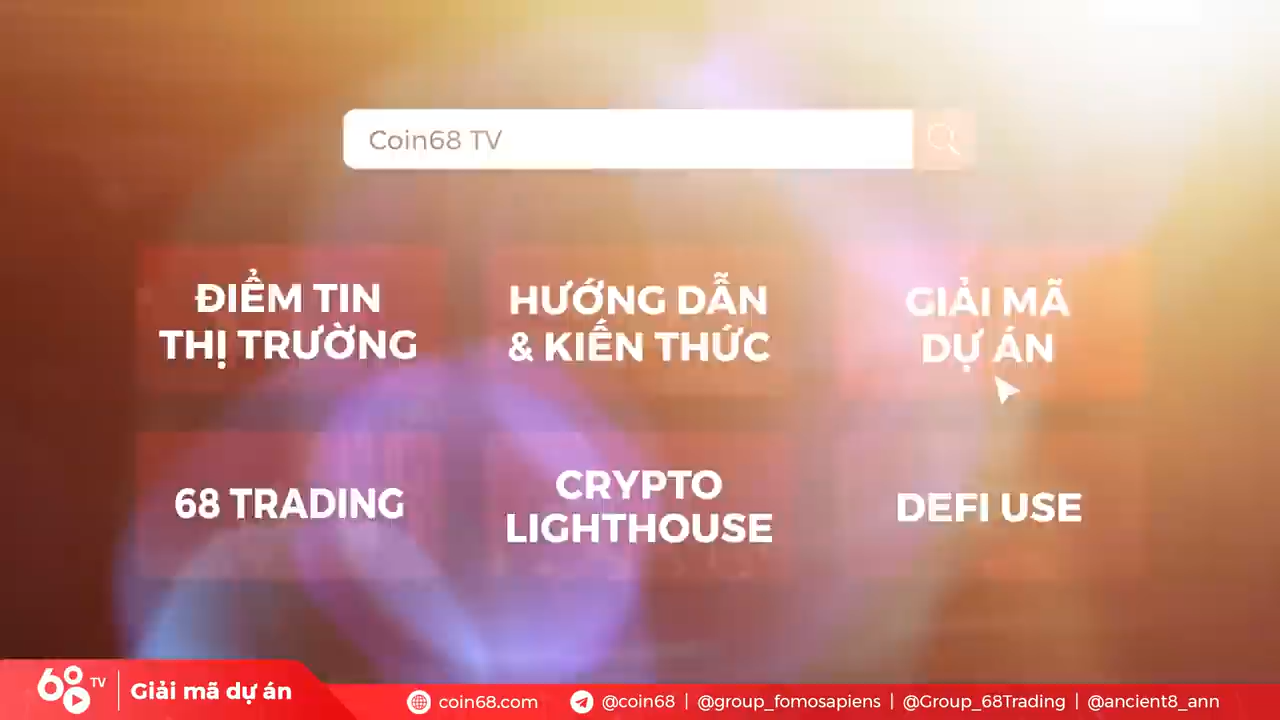 Coin68 TV
ĐIỂM TIN
THỊ TRƯỜNG
HƯỚNG DẪN
& KIẾN THỨC
GIẢI MÃ
DỰ ÁN
68 TRADING
CRYPTO
LIGHTHOUSE
DEFI USE
68 TV
Giải mã dự án
coin68.com
@coin68 | @group_fomosapiens | @Group_68Trading | @ancient8_ann